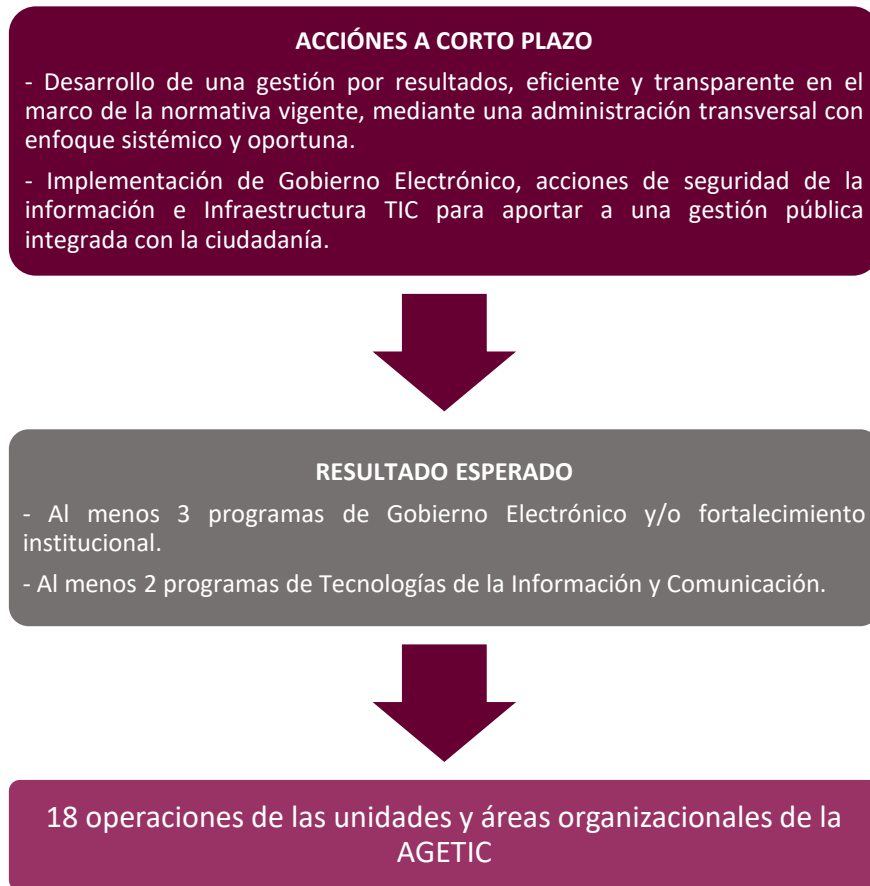 ACCIÓNES A CORTO PLAZO
- Desarrollo de una gestión por resultados, eficiente y transparente en el
marco de la normativa vigente, mediante una administración transversal con
enfoque sistémico y oportuna.
- Implementación de Gobierno Electrónico, acciones de seguridad de la
información e Infraestructura TIC para aportar a una gestión pública
integrada con la ciudadanía.
RESULTADO ESPERADO
- Al menos 3 programas de Gobierno Electrónico y/o fortalecimiento
institucional.
- Al menos 2 programas de Tecnologías de la Información y Comunicación.
18 operaciones de las unidades y áreas organizacionales de la
AGETIC